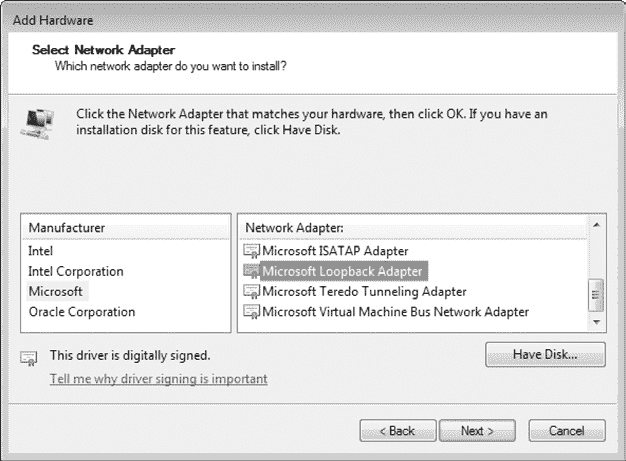 Add Hardware
Select Network Adapter
Which network adapter do you want to install?
Click the Network Adapter that matches your hardware, then click OK. If you have an
installation disk for this feature, click Have Disk.
Manufacturer
Intel
Intel Corporation
Microsoft
Oracle Corporation
Network Adapter:
Microsoft ISATAP Adapter
Microsoft Loopback Adapter
Microsoft Teredo Tunneling Adapter
Microsoft Virtual Machine Bus Network Adapter
This driver is digitally signed.
Tell me why driver signing is important
Have Disk...
< Back
Next >
Cancel